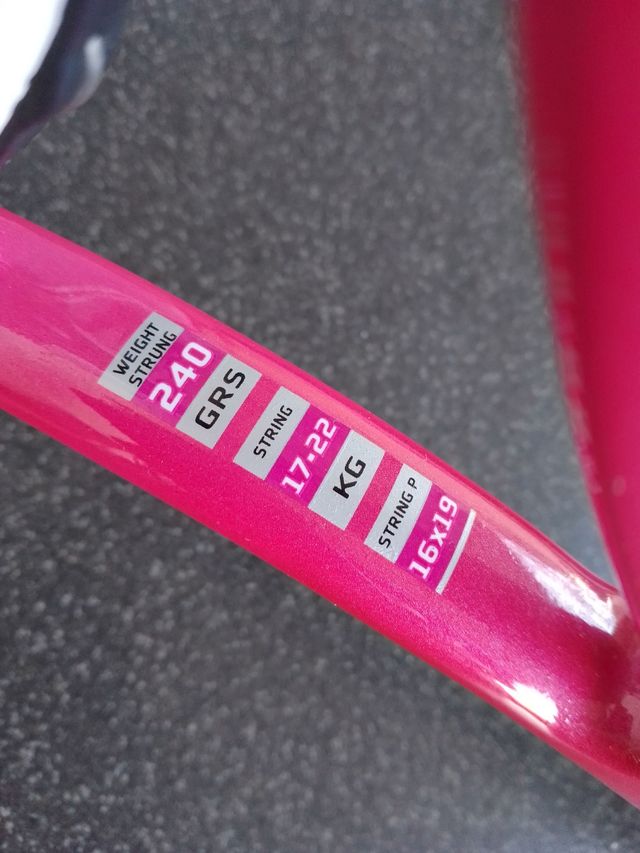 WEIGHT
STRUNG
240
GRS
STRING
17-22
KG
STRING P
16x19